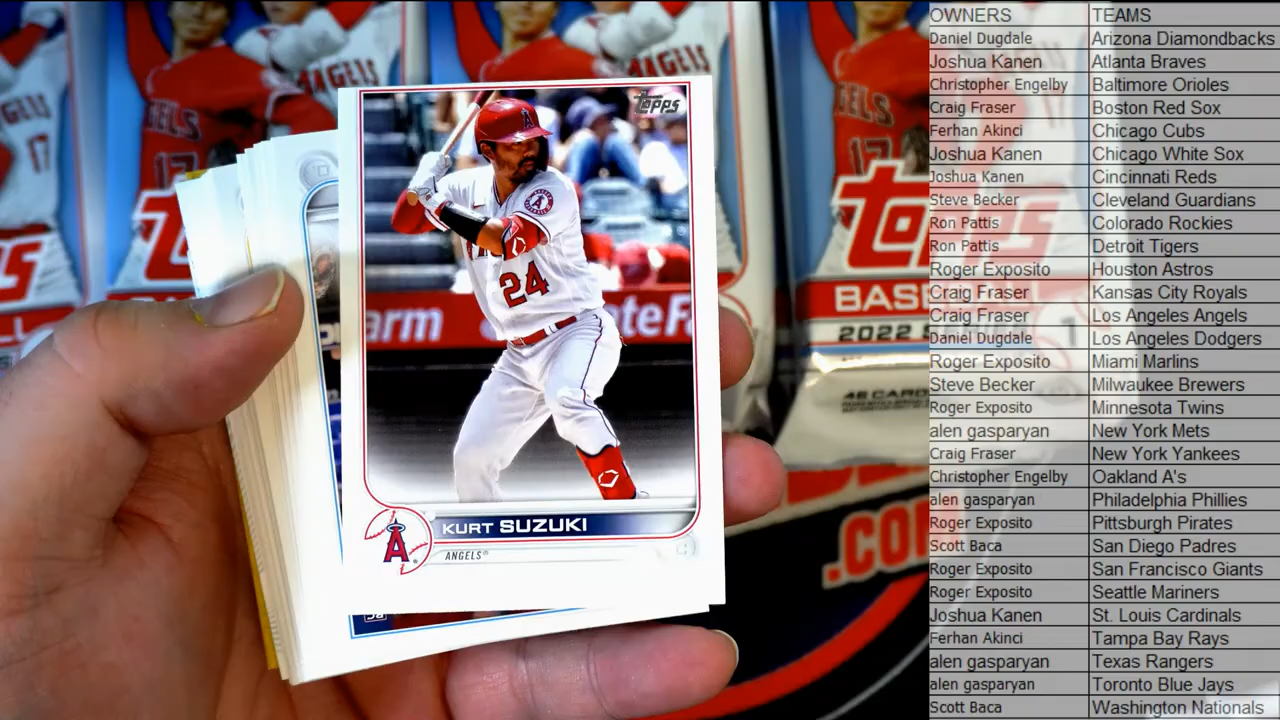 OWNERS TEAMS
Daniel Dugdale Arizona Diamondbacks
Joshua Kanen Atlanta Braves
Christopher Engelby Baltimore Orioles
Craig Fraser Boston Red Sox
Ferhan Akinci Chicago Cubs
Joshua Kanen Chicago White Sox
Joshua Kanen Cincinnati Reds
Steve Becker Cleveland Guardians
Ron Pattis Colorado Rockies
Ron Pattis Detroit Tigers
Roger Exposito Houston Astros
Craig Fraser Kansas City Royals
Craig Fraser Los Angeles Angels
Daniel Dugdale Los Angeles Dodgers
Roger Exposito Miami Marlins
Steve Becker Milwaukee Brewers
Roger Exposito Minnesota Twins
alen gasparyan New York Mets
Craig Fraser New York Yankees
Christopher Engelby Oakland A's
alen gasparyan Philadelphia Phillies
Roger Exposito Pittsburgh Pirates
Scott Baca San Diego Padres
Roger Exposito San Francisco Giants
Roger Exposito Seattle Mariners
Joshua Kanen St. Louis Cardinals
Ferhan Akinci Tampa Bay Rays
alen gasparyan Texas Rangers
alen gasparyan Toronto Blue Jays
Scott Baca Washington Nationals
Topps
A
24
arm
ateFa
KURT SUZUKI
A
ANGELS®
ANGELS
17
GELS
17
2022
.COM